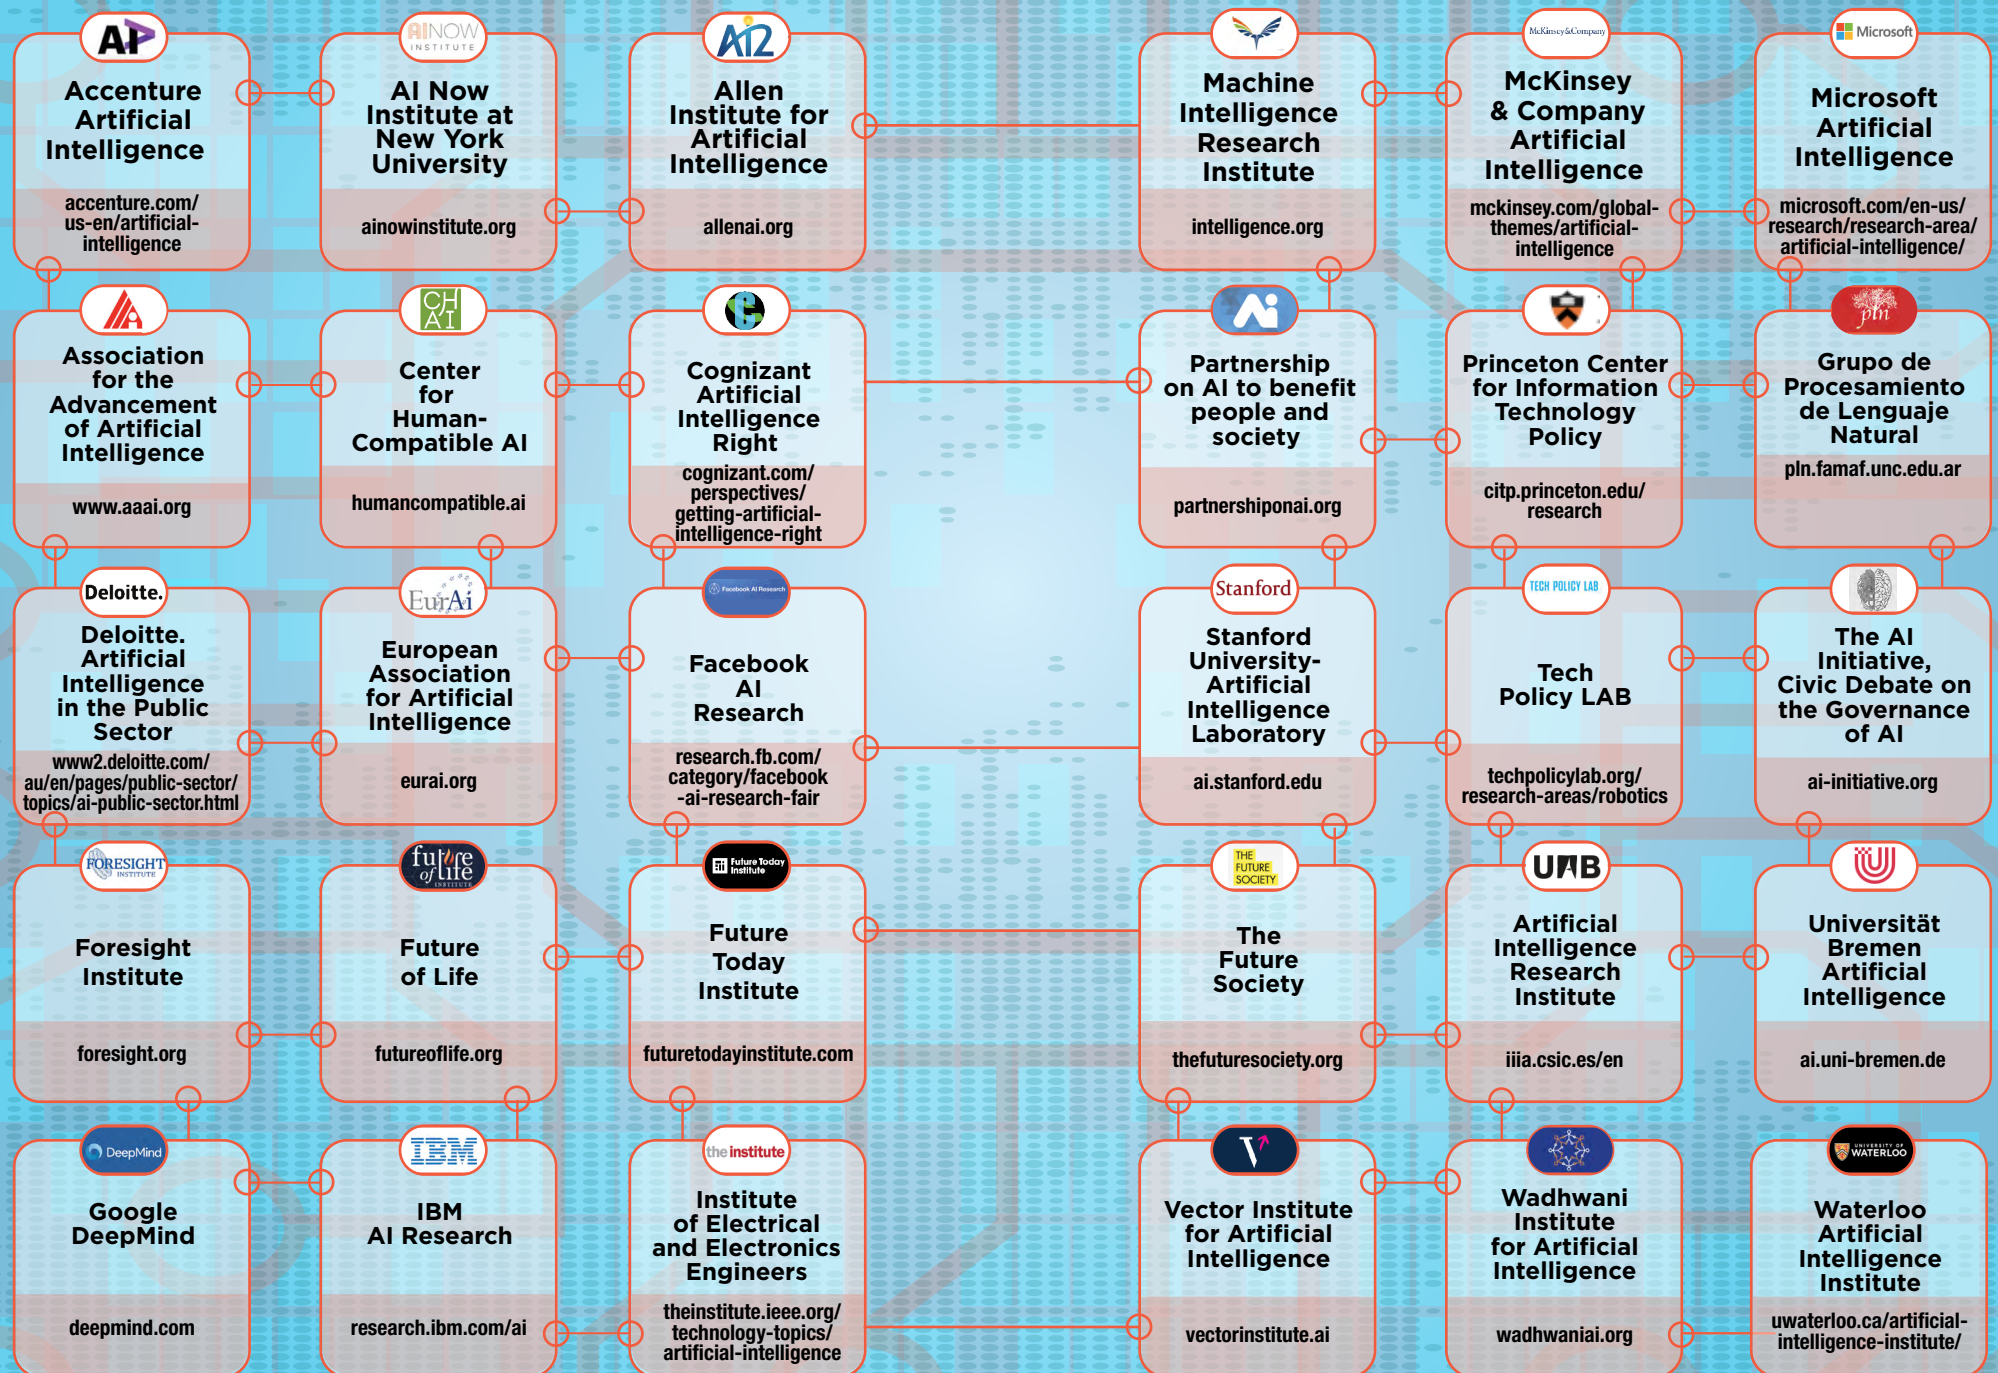 AI
Accenture
Artificial
Intelligence
accenture.com/
us-en/artificial-
intelligence
AINOW
INSTITUTE
AI Now
Institute at
New York
University
ainowinstitute.org
AI2
Allen
Institute for
Artificial
Intelligence
allenai.org
Machine
Intelligence
Research
Institute
intelligence.org
McKinsey&Company
McKinsey
& Company
Artificial
Intelligence
mckinsey.com/global-
themes/artificial-
intelligence
Microsoft
Microsoft
Artificial
Intelligence
microsoft.com/en-us/
research/research-area/
artificial-intelligence/
Association
for the
Advancement
of Artificial
Intelligence
www.aaai.org
CH
AI
Center
for
Human-
Compatible AI
humancompatible.ai
C
Cognizant
Artificial
Intelligence
Right
cognizant.com/
perspectives/
getting-artificial-
intelligence-right
Ai
Partnership
on AI to benefit
people and
society
partnershiponai.org
Princeton Center
for Information
Technology
Policy
citp.princeton.edu/
research
pln
Grupo de
Procesamiento
de Lenguaje
Natural
pln.famaf.unc.edu.ar
Deloitte.
Deloitte.
Artificial
Intelligence
in the Public
Sector
www2.deloitte.com/
au/en/pages/public-sector/
topics/ai-public-sector.html
EurAi
European
Association
for Artificial
Intelligence
eurai.org
Facebook AI Research
Facebook
AI
Research
research.fb.com/
category/facebook
-ai-research-fair
Stanford
Stanford
University-
Artificial
Intelligence
Laboratory
ai.stanford.edu
TECH POLICY LAB
Tech
Policy LAB
techpolicylab.org/
research-areas/robotics
The AI
Initiative,
Civic Debate on
the Governance
of AI
ai-initiative.org
FORESIGHT
INSTITUTE
Foresight
Institute
foresight.org
future
of life
INSTITUTE
Future
of Life
futureoflife.org
Future Today
Institute
Future
Today
Institute
futuretodayinstitute.com
THE
FUTURE
SOCIETY
The
Future
Society
thefuturesociety.org
UAB
Artificial
Intelligence
Research
Institute
iiia.csic.es/en
Universität
Bremen
Artificial
Intelligence
ai.uni-bremen.de
DeepMind
Google
DeepMind
deepmind.com
IBM
IBM
AI Research
research.ibm.com/ai
the institute
Institute
of Electrical
and Electronics
Engineers
theinstitute.ieee.org/
technology-topics/
artificial-intelligence
V
Vector Institute
for Artificial
Intelligence
vectorinstitute.ai
Wadhwani
Institute
for Artificial
Intelligence
wadhwaniai.org
UNIVERSITY OF
WATERLOO
Waterloo
Artificial
Intelligence
Institute
uwaterloo.ca/artificial-
intelligence-institute/